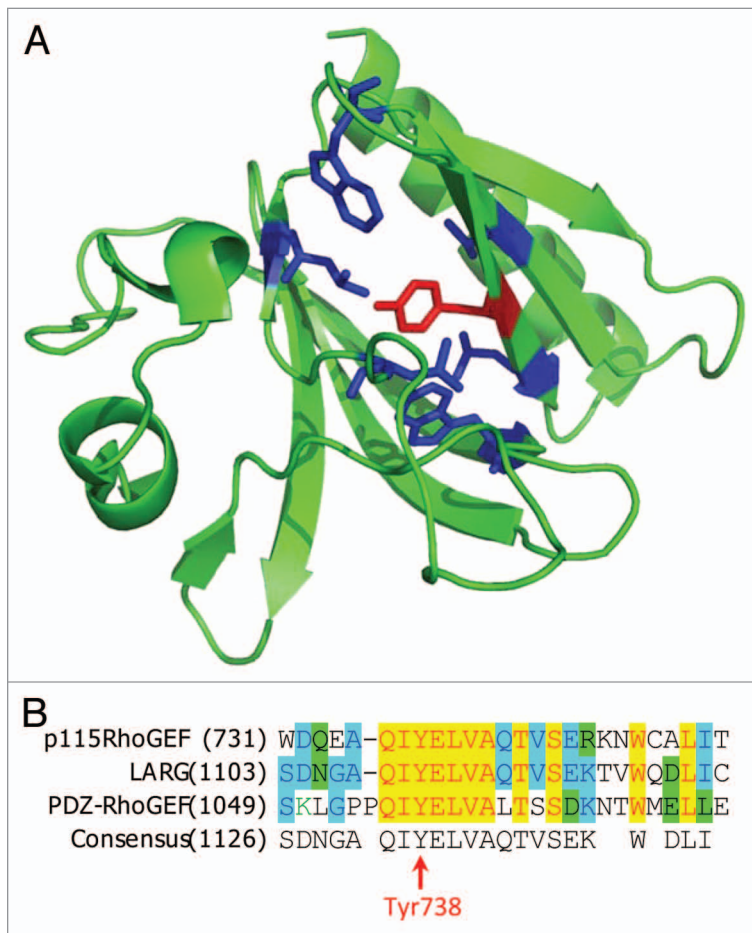 A
B
p115RhoGEF (731) WDQEA-QIYELVAQTVSERKNWCALIT
LARG(1103) SDNGA-QIYELVAQTVSEKTVWQDLIC
PDZ-RhoGEF(1049) SKLGPPQIYELVALTSSDKNTWMELLE
Consensus(1126) SDNGA QIYELVAQTVSEK W DLI
Tyr738